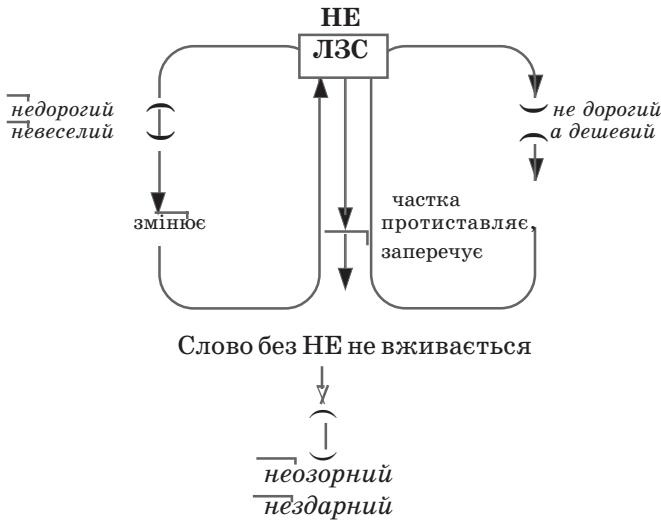 НЕ
ЛЗС
недорогий
невеселий
не дорогий
а дешевий
змінює
частка
протиставляє,
заперечує
Слово без НЕ не вживається
неозорний
нездарний